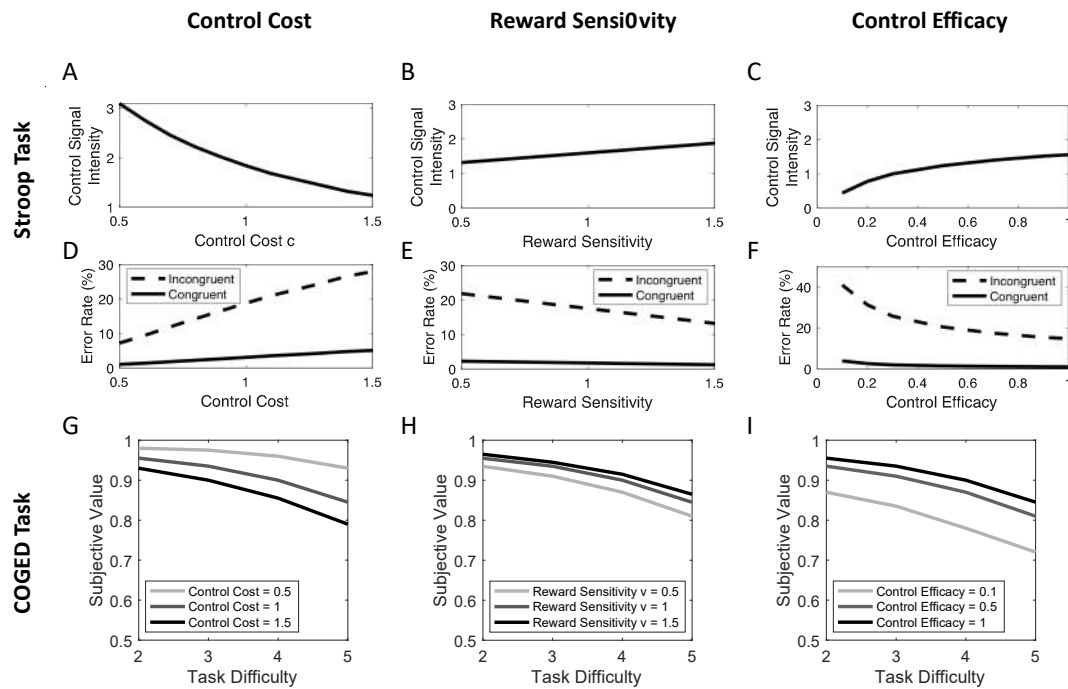 Control Cost
Reward Sensi0vity
Control Efficacy
Stroop Task
A
Control Signal
Intensity
3
2
1
0.5
1
1.5
Control Cost c
B
Control Signal
Intensity
3
2
1
0
0.5
1
1.5
Reward Sensitivity
C
Control Signal
Intensity
3
2
1
0
0
0.2
0.4
0.6
0.8
1
Control Efficacy
D
Error Rate (%)
30
20
10
0
Incongruent
Congruent
0.5
1
1.5
Control Cost
E
Error Rate (%)
30
20
10
0
Incongruent
Congruent
0.5
1
1.5
Reward Sensitivity
F
Error Rate (%)
40
20
0
Incongruent
Congruent
0
0.2
0.4
0.6
0.8
1
Control Efficacy
COGED Task
G
Subjective Value
1
0.9
0.8
0.7
0.6
0.5
Control Cost = 0.5
Control Cost = 1
Control Cost = 1.5
2
3
4
5
Task Difficulty
H
Subjective Value
1
0.9
0.8
0.7
0.6
0.5
Reward Sensitivity v = 0.5
Reward Sensitivity v = 1
Reward Sensitivity v = 1.5
2
3
4
5
Task Difficulty
I
Subjective Value
1
0.9
0.8
0.7
0.6
0.5
Control Efficacy = 0.1
Control Efficacy = 0.5
Control Efficacy = 1
2
3
4
5
Task Difficulty